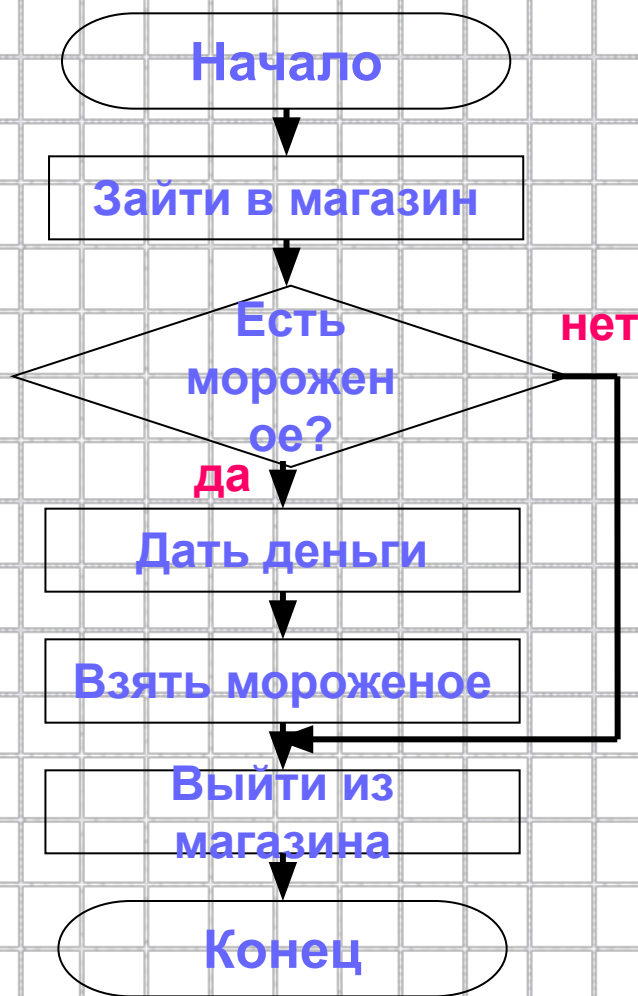 Начало
Зайти в магазин
Есть
морожен
ое?
нет
да
Дать деньги
Взять мороженое
Выйти из
магазина
Конец